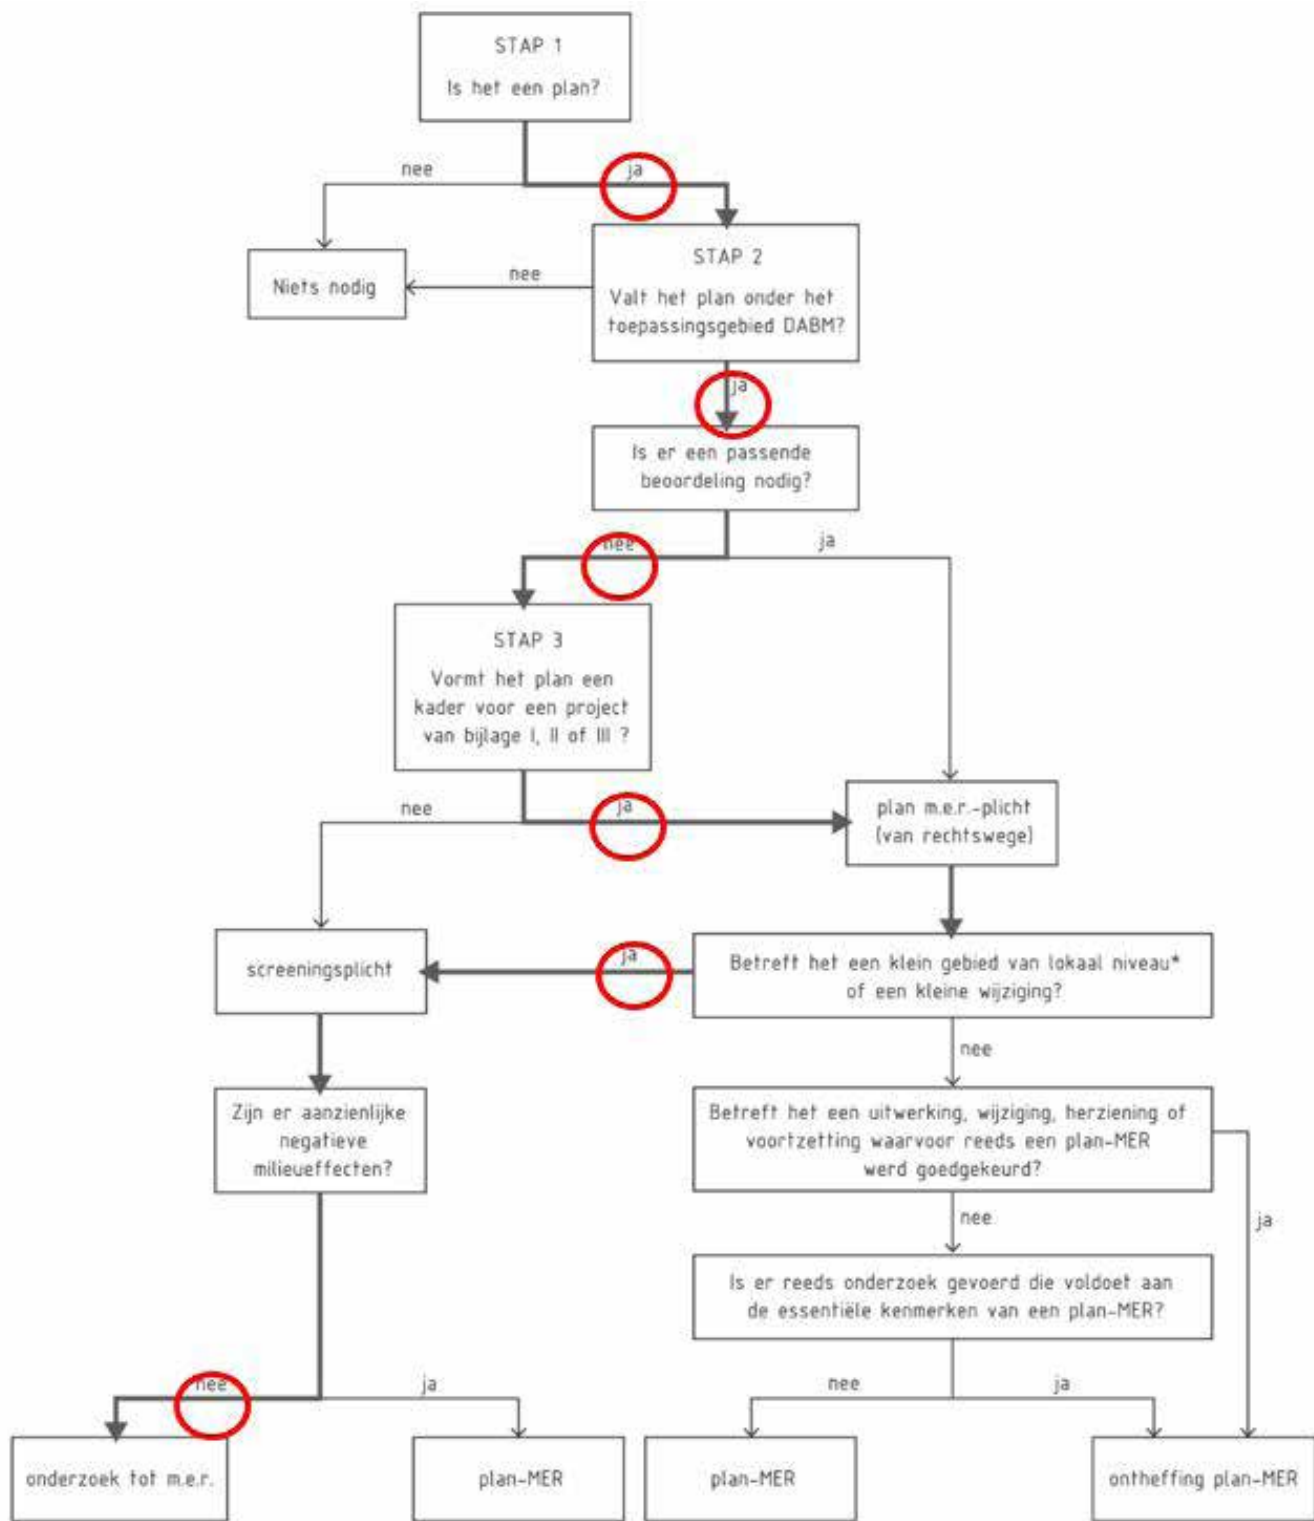 STAP 1
Is het een plan?
nee
ja
STAP 2
Valt het plan onder het
toepassingsgebied DABM?
nee
Niets nodig
ja
Is er een passende
beoordeling nodig?
nee
ja
STAP 3
Vormt het plan een
kader voor een project
van bijlage I, II of III ?
nee
ja
plan m.e.r.-plicht
(van rechtswege)
screeningsplicht
ja
Betreft het een klein gebied van lokaal niveau*
of een kleine wijziging?
nee
Zijn er aanzienlijke
negatieve
milieueffecten?
Betreft het een uitwerking, wijziging, herziening of
voortzetting waarvoor reeds een plan-MER
werd goedgekeurd?
nee
ja
Is er reeds onderzoek gevoerd die voldoet aan
de essentiële kenmerken van een plan-MER?
nee
ja
nee
ja
onderzoek tot m.e.r.
plan-MER
plan-MER
ontheffing plan-MER